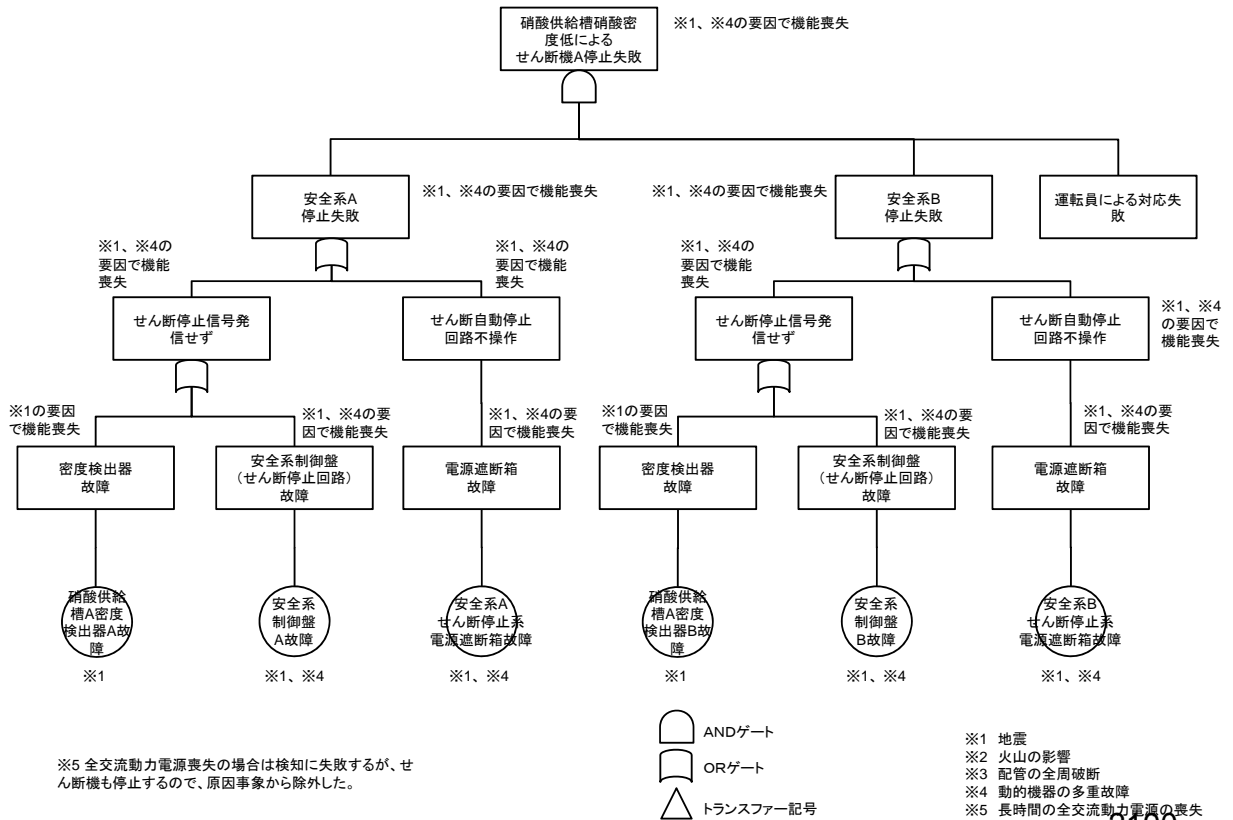 硝酸供給槽硝酸密
度低による
せん断機A停止失敗
※1、※4の要因で機能喪失
安全系A
停止失敗
※1、※4の要因で機能喪失
※1、※4の要因で機能喪失
安全系B
停止失敗
運転員による対応失
敗
※1、※4の
要因で機能
喪失
※1、※4の
要因で機能
喪失
※1、※4の
要因で機能
喪失
せん断停止信号発
信せず
せん断自動停止
回路不操作
せん断停止信号発
信せず
せん断自動停止
回路不操作
※1、※4
の要因で
機能喪失
※1の要因
で機能喪失
※1、※4の要
因で機能喪失
※1、※4の要
因で機能喪失
※1の要因
で機能喪失
※1、※4の要
因で機能喪失
※1、※4の要
因で機能喪失
密度検出器
故障
安全系制御盤
(せん断停止回路)
故障
電源遮断箱
故障
密度検出器
故障
安全系制御盤
(せん断停止回路)
故障
電源遮断箱
故障
硝酸供給
槽A密度
検出器A故
障
安全系
制御盤
A故障
安全系A
せん断停止系
電源遮断箱故障
硝酸供給
槽A密度
検出器B故
障
安全系
制御盤
B故障
安全系B
せん断停止系
電源遮断箱故障
※1
※1、※4
※1、※4
※1
※1、※4
※1、※4
※5 全交流動力電源喪失の場合は検知に失敗するが、せ
ん断機も停止するので、原因事象から除外した。
ANDゲート
ORゲート
トランスファー記号
※1 地震
※2 火山の影響
※3 配管の全周破断
※4 動的機器の多重故障
※5 長時間の全交流動力電源の喪失